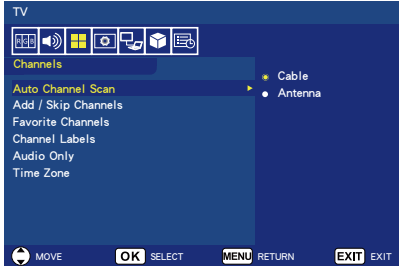 TV
RGB
Channels
Auto Channel Scan
Add / Skip Channels
Favorite Channels
Channel Labels
Audio Only
Time Zone
Cable
Antenna
MOVE OK SELECT MENU RETURN EXIT EXIT